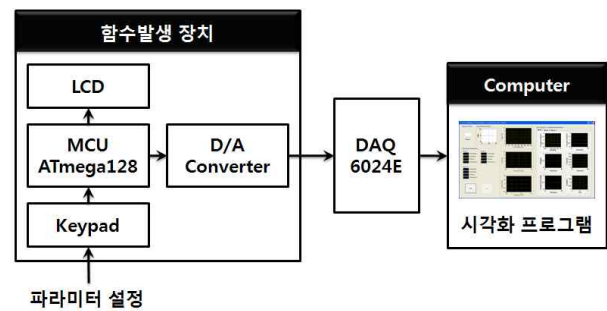 함수발생 장치
LCD
MCU
ATmega128
Keypad
D/A
Converter
파라미터 설정
DAQ
6024E
Computer
시각화 프로그램